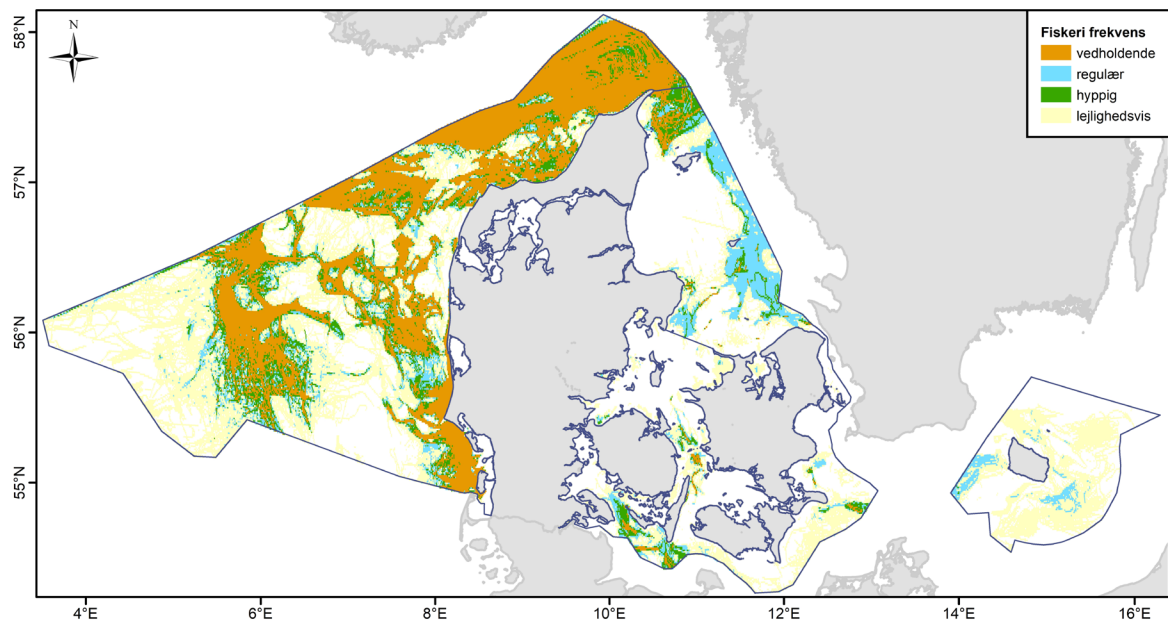 N
Fiskeri frekvens
vedholdende
regulær
hyppig
lejlighedsvis
58°N
57°N
56°N
55°N
4°E
6°E
8°E
10°E
12°E
14°E
16°E